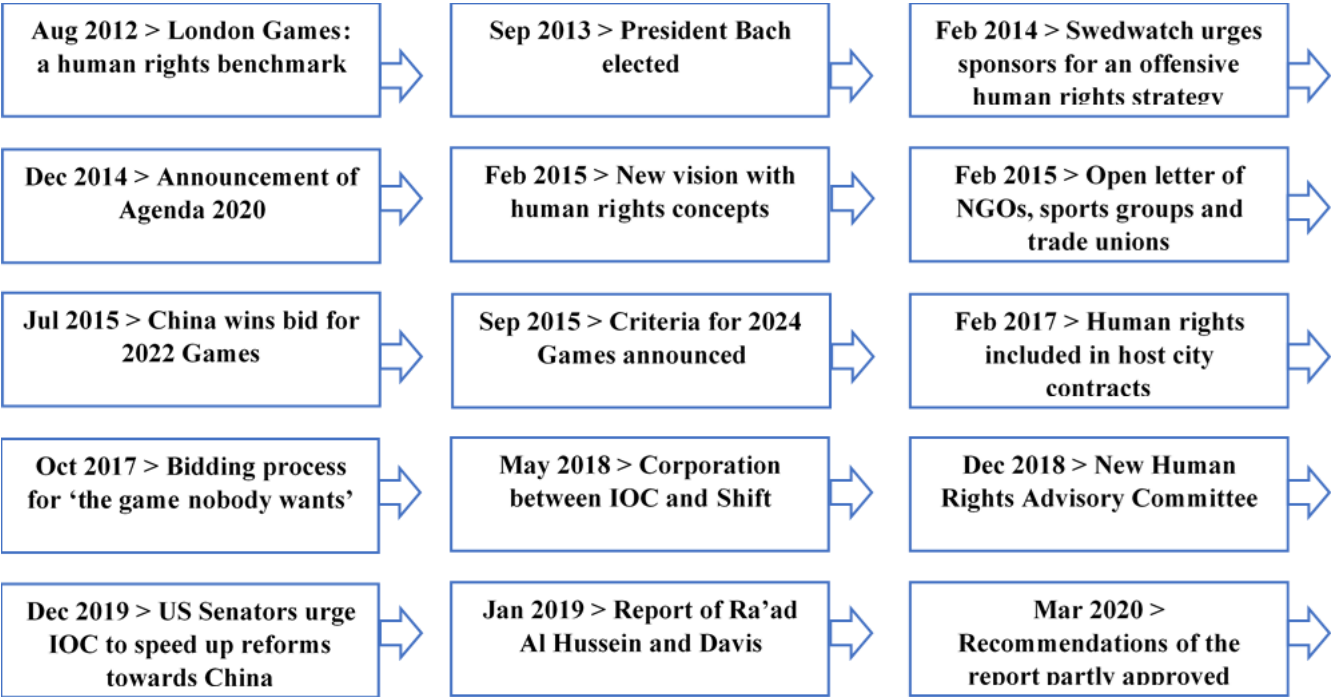 Aug 2012 > London Games:
a human rights benchmark
Sep 2013 > President Bach
elected
Feb 2014 > Swedwatch urges
sponsors for an offensive
human rights strategy
Dec 2014 > Announcement of
Agenda 2020
Feb 2015 > New vision with
human rights concepts
Feb 2015 > Open letter of
NGOs, sports groups and
trade unions
Jul 2015 > China wins bid for
2022 Games
Sep 2015 > Criteria for 2024
Games announced
Feb 2017 > Human rights
included in host city
contracts
Oct 2017 > Bidding process
for ‘the game nobody wants’
May 2018 > Corporation
between IOC and Shift
Dec 2018 > New Human
Rights Advisory Committee
Dec 2019 > US Senators urge
IOC to speed up reforms
towards China
Jan 2019 > Report of Ra’ad
Al Hussein and Davis
Mar 2020 >
Recommendations of the
report partly approved